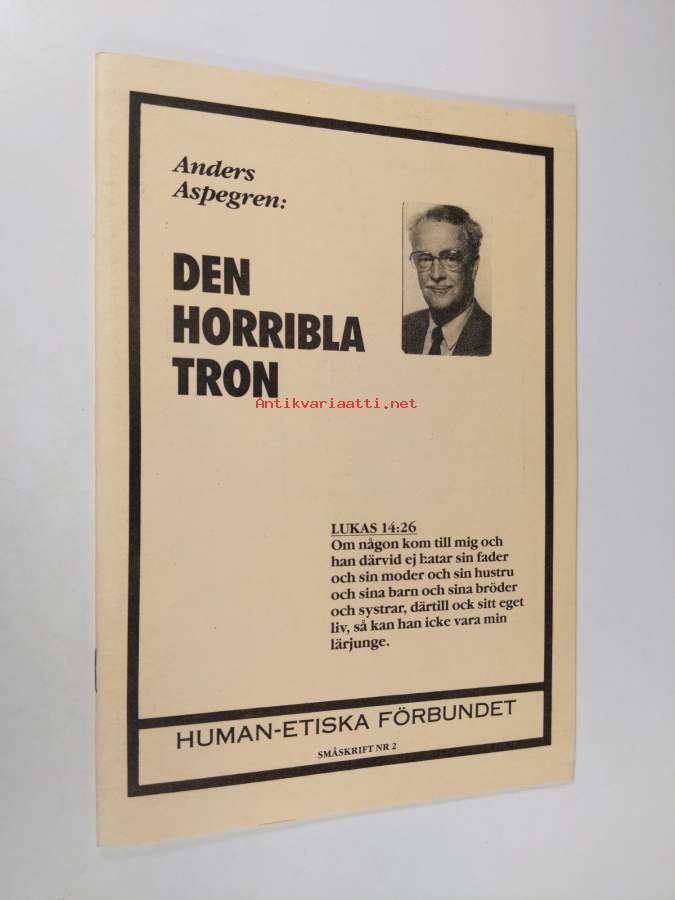 Anders
Aspegren:
DEN
HORRIBLA
TRON
Antikvariaatti.net
LUKAS 14:26
Om någon kom till mig och
han därvid ej hatar sin fader
och sin moder och sin hustru
och sina barn och sina bröder
och systrar, därtill ock sitt eget
liv, så kan han icke vara min
lärjunge.
HUMAN-ETISKA FÖRBUNDET
SMÅSKRIFT NR 2